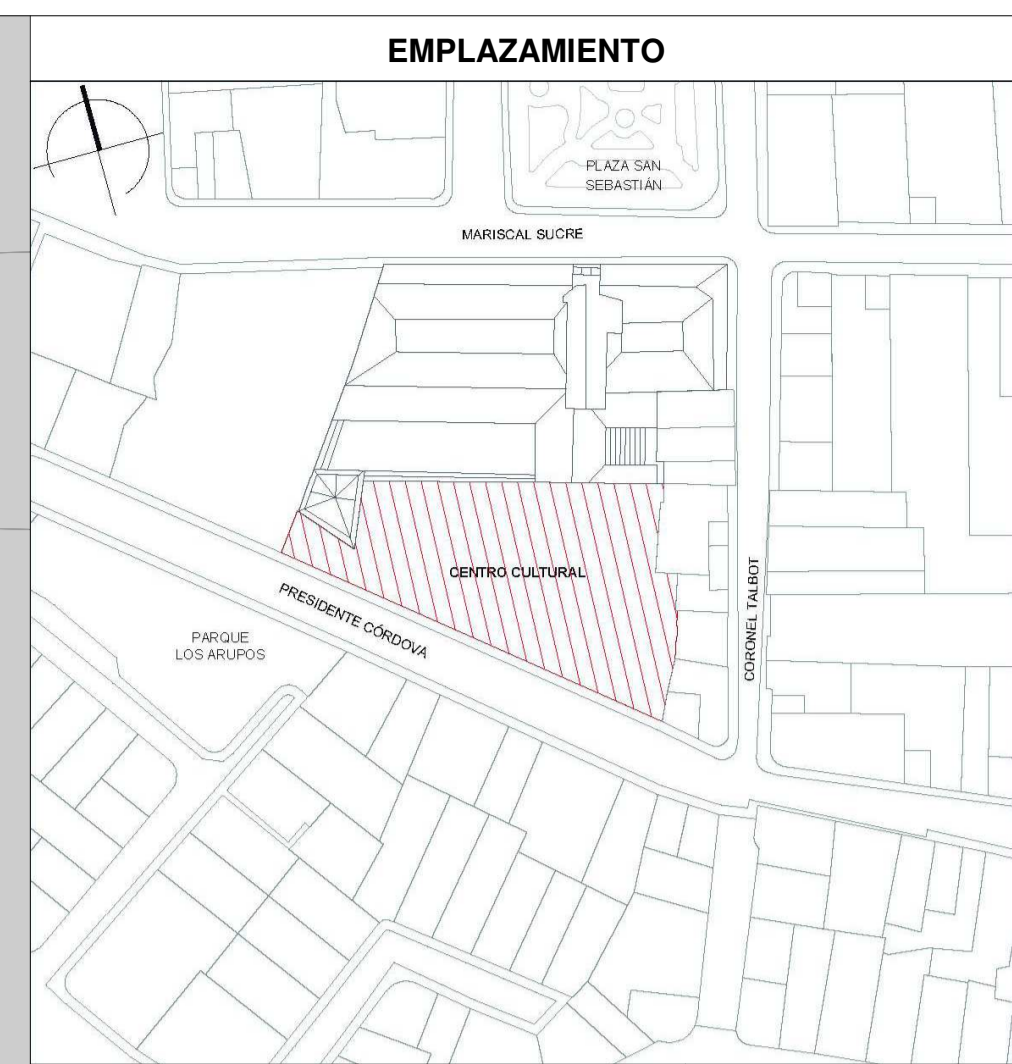 EMPLAZAMIENTO
PLAZA SAN
SEBASTIÁN
MARISCAL SUCRE
CENTRO CULTURAL
CORONEL TALBOT
PRESIDENTE CÓRDOVA
PARQUE
LOS ARUPOS